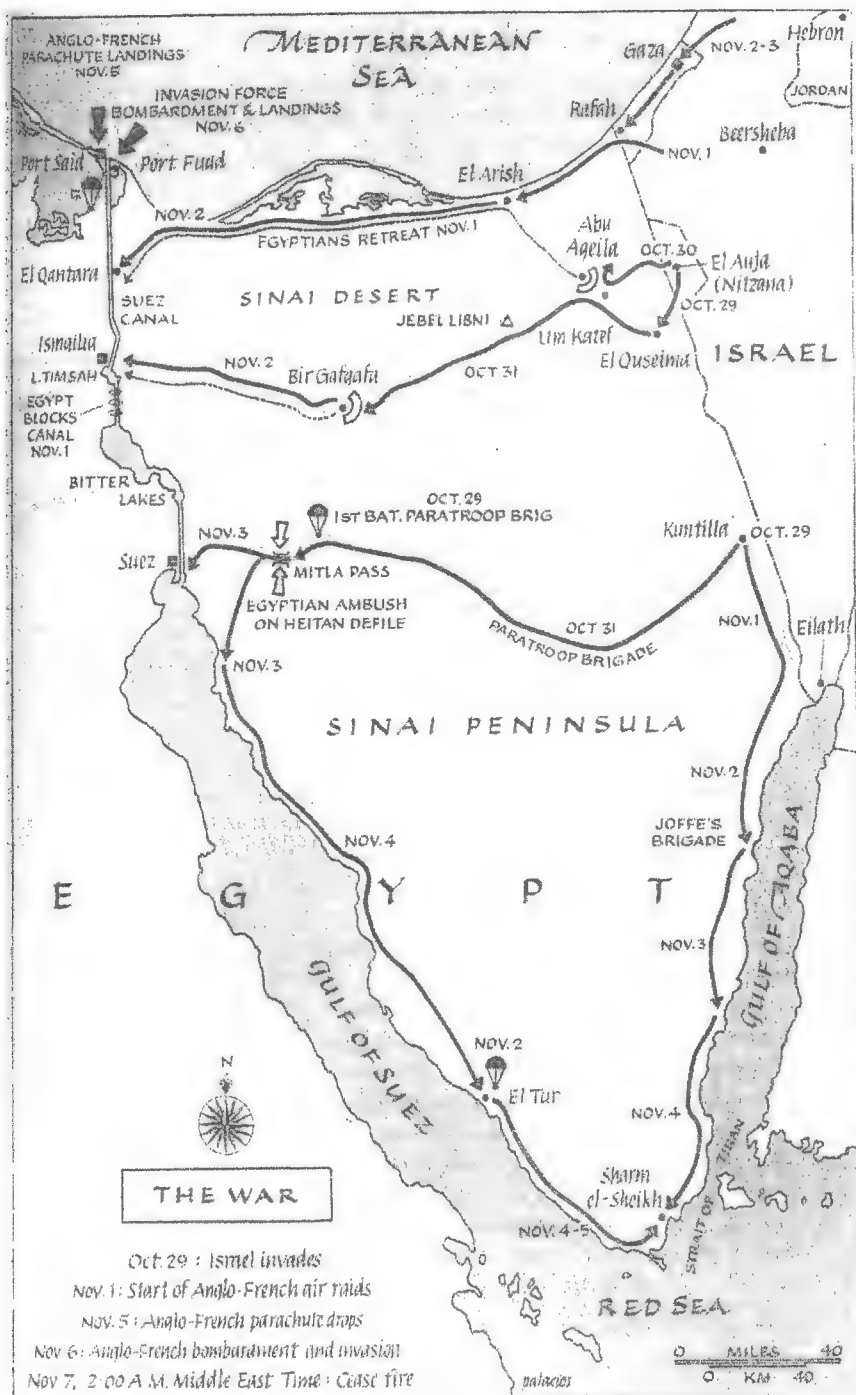 ANGLO-FRENCH
PARACHUTE LANDINGS
NOV. 5
MEDITERRANEAN
SEA
INVASION FORCE
BOMBARDMENT & LANDINGS
NOV. 6
Gaza
NOV. 2-3
Hebron
JORDAN
Rafah
Beersheba
NOV. 1
Port Said
Port Fuad
El Arish
NOV. 2
EGYPTIANS RETREAT NOV. 1
Abu
Ageila
OCT. 30
El Auja
(Nitzana)
OCT. 29
El Qantara
SUEZ
CANAL
SINAI DESERT
JEBEL LIBNI
Um Katef
El Quseima
ISRAEL
Ismailia
L. TIMSAH
NOV. 2
Bir Gafgafa
OCT 31
EGYPT
BLOCKS
CANAL
NOV. 1
BITTER
LAKES
OCT. 29
1ST BAT. PARATROOP BRIG
Kuntilla
OCT. 29
NOV. 3
Suez
MITLA PASS
EGYPTIAN AMBUSH
ON HEITAN DEFILE
OCT 31
PARATROOP BRIGADE
NOV. 1
Eilath
NOV. 3
SINAI PENINSULA
NOV. 2
JOFFE'S
BRIGADE
NOV. 4
EGYPT
NOV. 3
GULF OF AQABA
GULF OF SUEZ
NOV. 2
El Tur
NOV. 4
N
STRAIT OF TIRAN
Sharm
el-Sheikh
NOV. 4-5
RED SEA
THE WAR
Oct. 29 : Israel invades
Nov. 1 : Start of Anglo-French air raids
Nov. 5 : Anglo-French parachute drops
Nov 6 : Anglo-French bombardment and invasion
Nov 7, 2:00 A.M. Middle East Time : Cease fire
0 MILES 40
0 KM 40
palacios